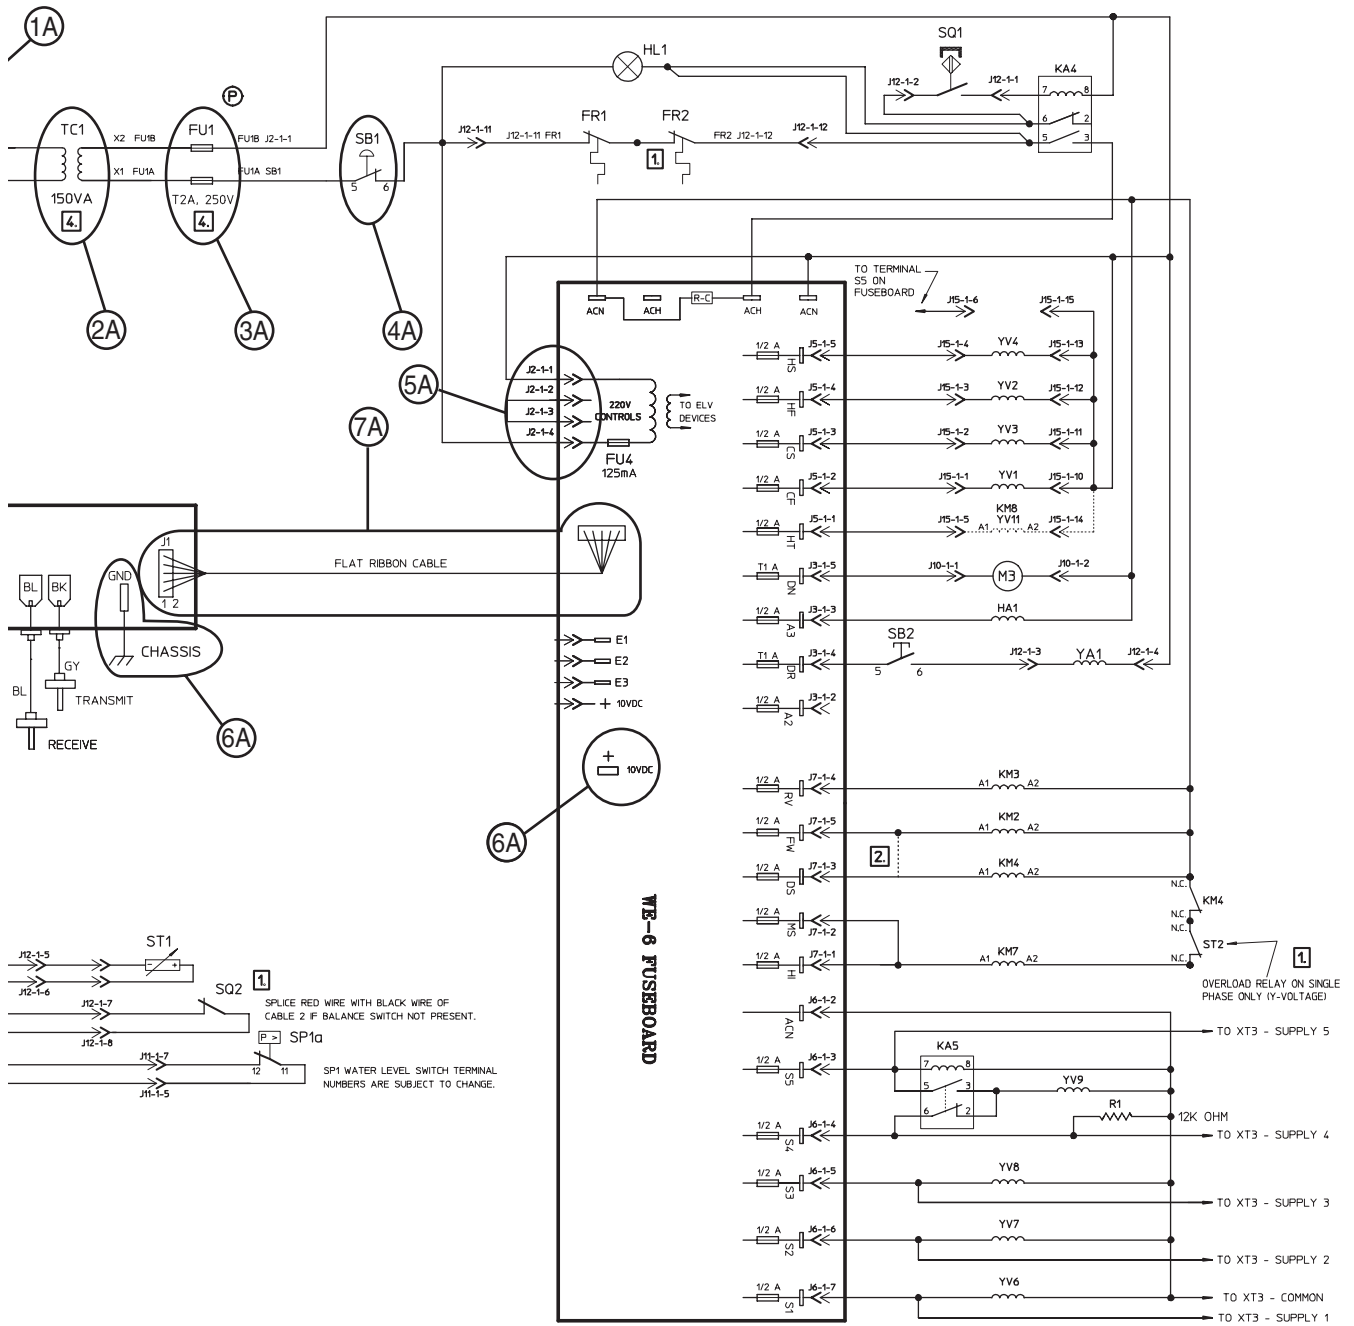 1A
HL1
SQ1
J12-1-2
J12-1-1
KA4
7
8
6
2
5
3
P
TC1
X2 FU1B
X1 FU1A
150VA
4.
FU1
FU1B J2-1-1
FU1A SB1
T2A, 250V
4.
SB1
5
6
J12-1-11
J12-1-11 FR1
FR1
1.
FR2
FR2 J12-1-12
J12-1-12
2A
3A
4A
5A
7A
ACN
ACH
R-C
ACH
ACN
TO TERMINAL
S5 ON
FUSEBOARD
J15-1-6
J15-1-15
J2-1-1
J2-1-2
J2-1-3
J2-1-4
220V
CONTROLS
TO ELV
DEVICES
FU4
125mA
1/2 A
HS
J5-1-5
J15-1-4
YV4
J15-1-13
1/2 A
HF
J5-1-4
J15-1-3
YV2
J15-1-12
1/2 A
CS
J5-1-3
J15-1-2
YV3
J15-1-11
1/2 A
CF
J5-1-2
J15-1-1
YV1
J15-1-10
1/2 A
HT
J5-1-1
J15-1-5
KM8
YV11
A1
A2
J15-1-14
T1 A
DN
J3-1-5
J10-1-1
M3
J10-1-2
1/2 A
A3
J3-1-3
HA1
T1 A
DR
J3-1-4
SB2
5
6
J12-1-3
YA1
J12-1-4
1/2 A
A2
J3-1-2
J1
1 2
FLAT RIBBON CABLE
GND
CHASSIS
BL
BK
BL
GY
TRANSMIT
RECEIVE
6A
E1
E2
E3
+ 10VDC
+
10VDC
6A
WE-6 FUSEBOARD
1/2 A
RV
J7-1-4
A1
KM3
A2
1/2 A
FW
J7-1-5
A1
KM2
A2
2.
1/2 A
DS
J7-1-3
A1
KM4
A2
1/2 A
MS
J7-1-2
1/2 A
HI
J7-1-1
A1
KM7
A2
N.C.
KM4
N.C.
N.C.
ST2
N.C.
1.
OVERLOAD RELAY ON SINGLE
PHASE ONLY (Y-VOLTAGE)
J12-1-5
J12-1-6
ST1
- +
J12-1-7
J12-1-8
SQ2
1.
SPLICE RED WIRE WITH BLACK WIRE OF
CABLE 2 IF BALANCE SWITCH NOT PRESENT.
J11-1-7
J11-1-5
P >
SP1a
12
11
SP1 WATER LEVEL SWITCH TERMINAL
NUMBERS ARE SUBJECT TO CHANGE.
ACN
J6-1-2
TO XT3 - SUPPLY 5
1/2 A
S5
J6-1-3
KA5
7
8
5
3
6
2
YV9
R1
12K OHM
1/2 A
S4
J6-1-4
TO XT3 - SUPPLY 4
1/2 A
S3
J6-1-5
YV8
TO XT3 - SUPPLY 3
1/2 A
S2
J6-1-6
YV7
TO XT3 - SUPPLY 2
1/2 A
S1
J6-1-7
YV6
TO XT3 - COMMON
TO XT3 - SUPPLY 1